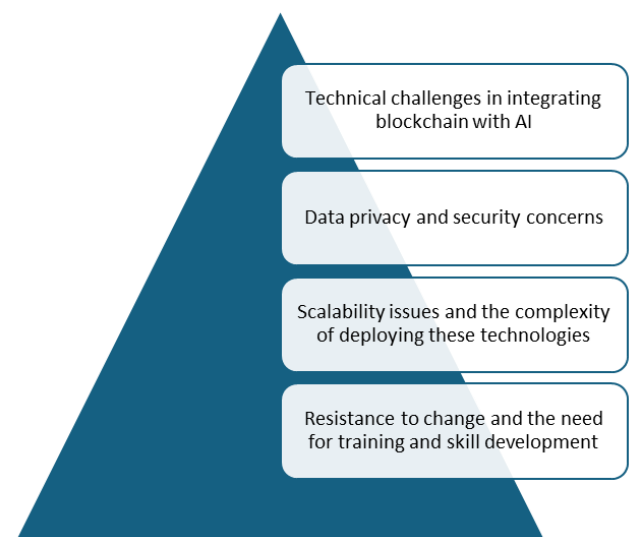 Technical challenges in integrating
blockchain with AI
Data privacy and security concerns
Scalability issues and the complexity
of deploying these technologies
Resistance to change and the need
for training and skill development